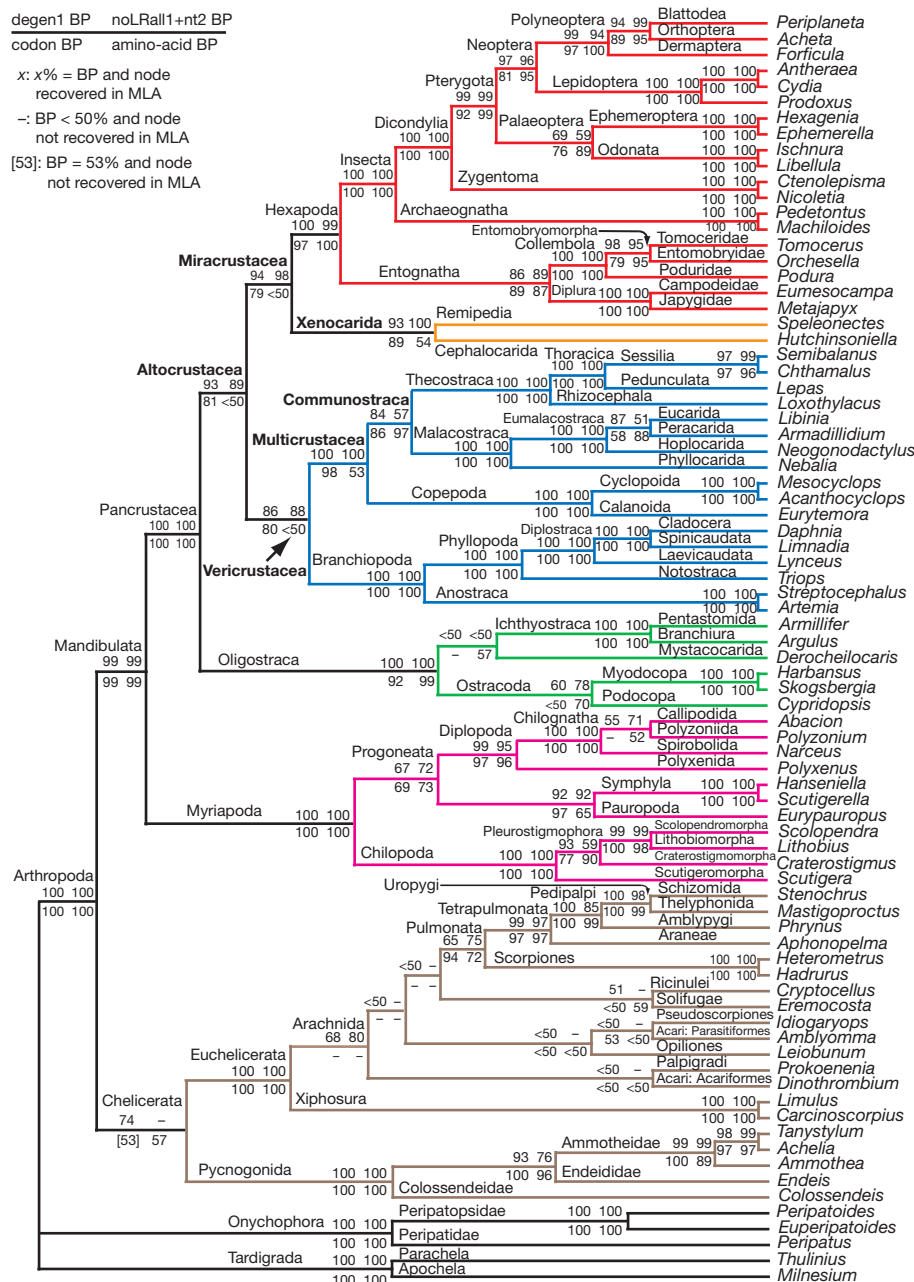 degen1 BP noLRall1+nt2 BP
codon BP amino-acid BP
x: x% = BP and node
recovered in MLA
–: BP < 50% and node
not recovered in MLA
[53]: BP = 53% and node
not recovered in MLA
Polyneoptera 94 99 Blattodea Periplaneta
99 94 89 95 Orthoptera Acheta
Neoptera 97 100 Dermaptera Forficula
97 96
81 95
Lepidoptera 100 100 Antheraea
100 100 Cydia
Prodoxus
Pterygota
99 99
92 99
Palaeoptera Ephemeroptera 100 100 Hexagenia
69 59 100 100 Ephemerella
76 89 Odonata 100 100 Ischnura
100 100 Libellula
Dicondylia
100 100
100 100
Zygentoma 100 100 Ctenolepisma
100 100 Nicoletia
Insecta
100 100
100 100
Archaeognatha 100 100 Pedetontus
100 100 Machiloides
Hexapoda
100 99
97 100
Entomobryomorpha
Collembola 98 95 Tomoceridae Tomocerus
100 100 79 95 Entomobryidae Orchesella
100 100 Poduridae Podura
Entognatha 86 89
89 87
Diplura 100 100 Campodeidae Eumesocampa
100 100 Japygidae Metajapyx
Miracrustacea
94 98
79 <50
Xenocarida 93 100 Remipedia Speleonectes
89 54 Cephalocarida Hutchinsoniella
Altocrustacea
93 89
81 <50
Thoracica Sessilia 97 99 Semibalanus
100 100 97 96 Chthamalus
100 100 Pedunculata Lepas
Thecostraca 100 100
100 100 Rhizocephala Loxothylacus
Communostraca
84 57
86 97
Eumalacostraca 87 51 Eucarida Libinia
100 100 58 88 Peracarida Armadillidium
Malacostraca Hoplocarida Neogonodactylus
100 100 Phyllocarida Nebalia
Multicrustacea
100 100
98 53
Copepoda 100 100
100 100
Cyclopoida 100 100 Mesocyclops
100 100 Acanthocyclops
Calanoida Eurytemora
86 88
80 <50
Vericrustacea
Diplostraca 100 100 Cladocera Daphnia
100 100 100 100 Spinicaudata Limnadia
Phyllopoda Laevicaudata Lynceus
100 100
100 100 Notostraca Triops
Branchiopoda 100 100
100 100
Anostraca 100 100 Streptocephalus
100 100 Artemia
Pancrustacea
100 100
100 100
Oligostraca 100 100
92 99
<50 <50 Ichthyostraca 100 100 Pentastomida Armillifer
– 57 100 100 Branchiura Argulus
Mystacocarida Derocheilocaris
Ostracoda 60 78 Myodocopa 100 100 Harbansus
<50 70 100 100 Skogsbergia
Podocopa Cypridopsis
Mandibulata
99 99
99 99
Chilognatha 55 71 Callipodida Abacion
100 100 – 52 Polyzoniida Polyzonium
100 100 Spirobolida Narceus
Diplopoda 99 95
97 96 Polyxenida Polyxenus
Progoneata
67 72
69 73
Symphyla 100 100 Hanseniella
92 92 100 100 Scutigerella
97 65 Pauropoda Eurypauropus
Myriapoda 100 100
100 100
Pleurostigmophora 99 99 Scolopendromorpha Scolopendra
93 59 100 98 Lithobiomorpha Lithobius
77 90 Craterostigmomorpha Craterostigmus
Chilopoda 100 100
100 100 Scutigeromorpha Scutigera
Arthropoda
100 100
100 100
Uropygi
Pedipalpi 100 98 Schizomida Stenochrus
100 85 100 99 Thelyphonida Mastigoproctus
100 99 Amblypygi Phrynus
Tetrapulmonata
99 97
97 97 Araneae Aphonopelma
Pulmonata
65 75
94 72
Scorpiones 100 100 Heterometrus
100 100 Hadrurus
<50 –
– –
51 – Ricinulei Cryptocellus
<50 59 Solifugae Eremocosta
<50 –
– –
<50 – Pseudoscorpiones Idiogaryops
53 <50 Acari: Parasitiformes Amblyomma
<50 –
<50 <50 Opiliones Leiobunum
Arachnida
68 80
– –
<50 – Palpigradi Prokoenenia
<50 <50 Acari: Acariformes Dinothrombium
Euchelicerata
100 100
100 100
Xiphosura 100 100 Limulus
100 100 Carcinoscorpius
Chelicerata
74 –
[53] 57
98 99 Tanystylum
97 97 Achelia
Ammotheidae 99 99
100 89 Ammothea
93 76
100 96 Endeididae Endeis
Pycnogonida 100 100
100 100 Colossendeidae Colossendeis
Onychophora 100 100
100 100
Peripatopsidae 100 100 Peripatoides
100 100 Euperipatoides
Peripatidae Peripatus
Tardigrada 100 100 Parachela Thulinius
100 100 Apochela Milnesium